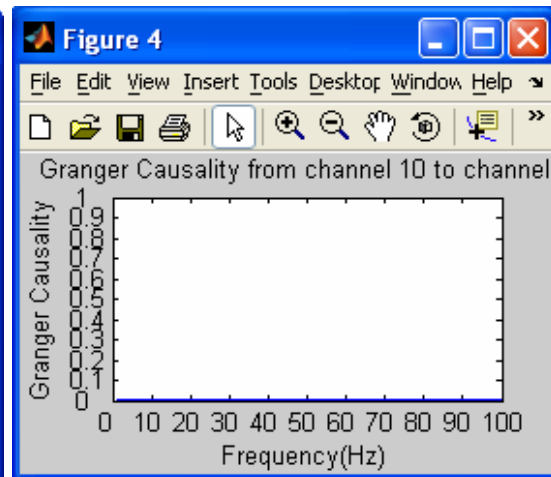 Figure 4
File Edit View Insert Tools Desktop Window Help
Granger Causality from channel 10 to channel
Granger Causality
1
0.9
0.8
0.7
0.6
0.5
0.4
0.3
0.2
0.1
0
0 10 20 30 40 50 60 70 80 90 100
Frequency(Hz)